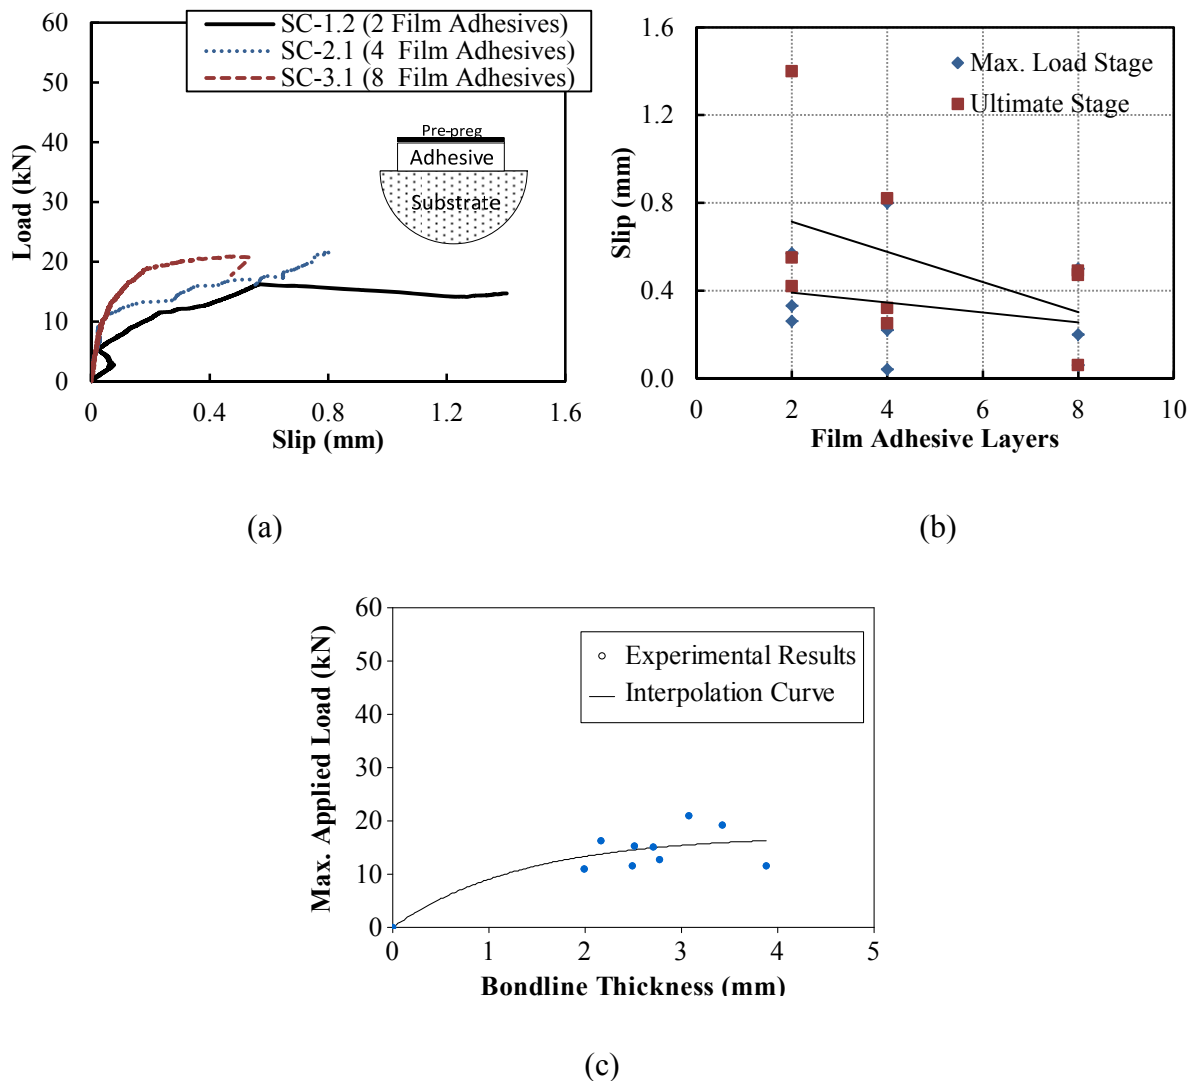 60
50
40
30
20
10
0
Load (kN)
SC-1.2 (2 Film Adhesives)
SC-2.1 (4 Film Adhesives)
SC-3.1 (8 Film Adhesives)
Pre-preg
Adhesive
Substrate
0 0.4 0.8 1.2 1.6
Slip (mm)
(a)
1.6
1.2
0.8
0.4
0.0
Slip (mm)
Max. Load Stage
Ultimate Stage
0 2 4 6 8 10
Film Adhesive Layers
(b)
60
50
40
30
20
10
0
Max. Applied Load (kN)
Experimental Results
Interpolation Curve
0 1 2 3 4 5
Bondline Thickness (mm)
(c)